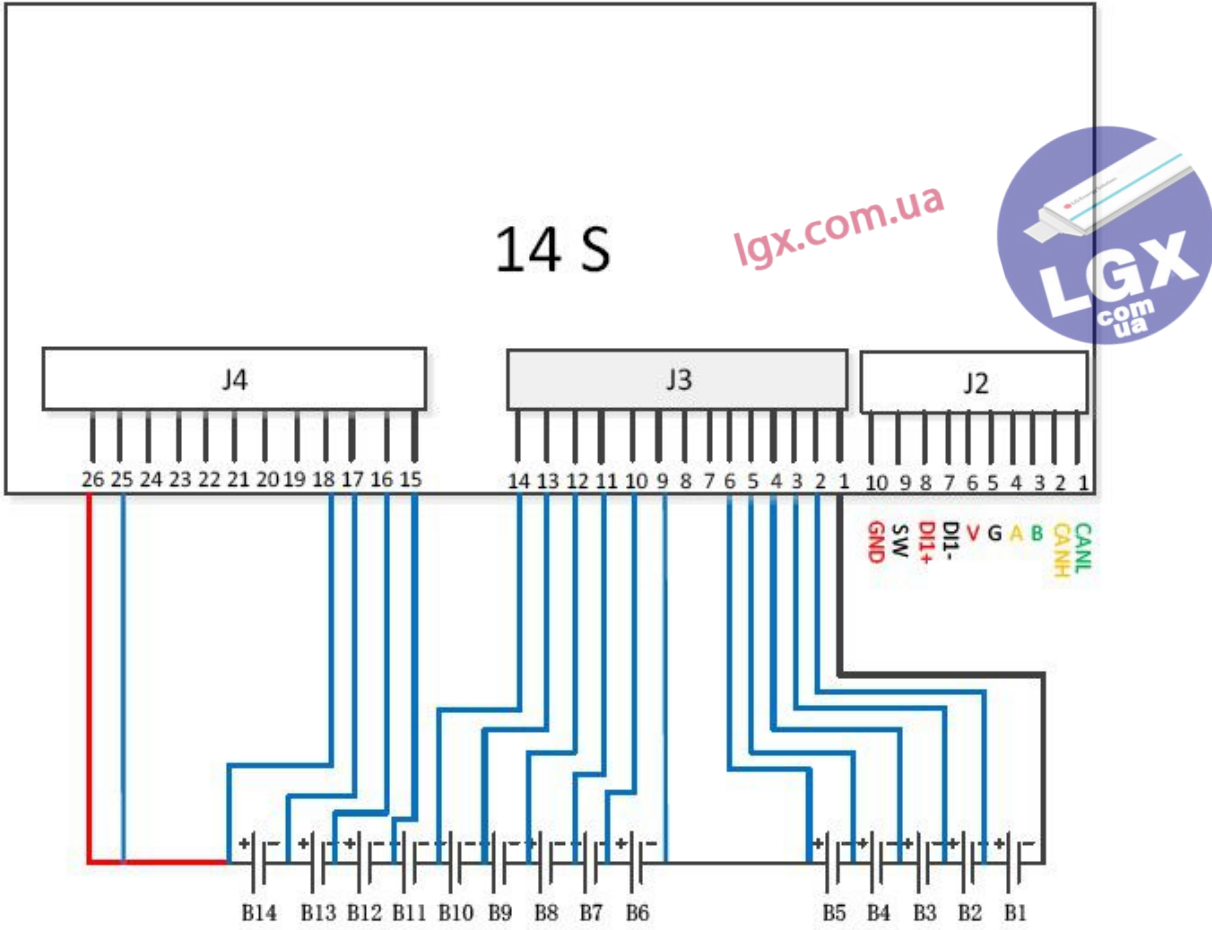 14 S
lgx.com.ua
LGX
com
ua
J4
J3
J2
26 25 24 23 22 21 20 19 18 17 16 15
14 13 12 11 10 9 8 7 6 5 4 3 2 1
10 9 8 7 6 5 4 3 2 1
GND SW DI1+ DI1- V G A B CANH CANL
+ - + - + - + - + - + - + - + - + - + - + - + - + - + -
B14 B13 B12 B11 B10 B9 B8 B7 B6 B5 B4 B3 B2 B1